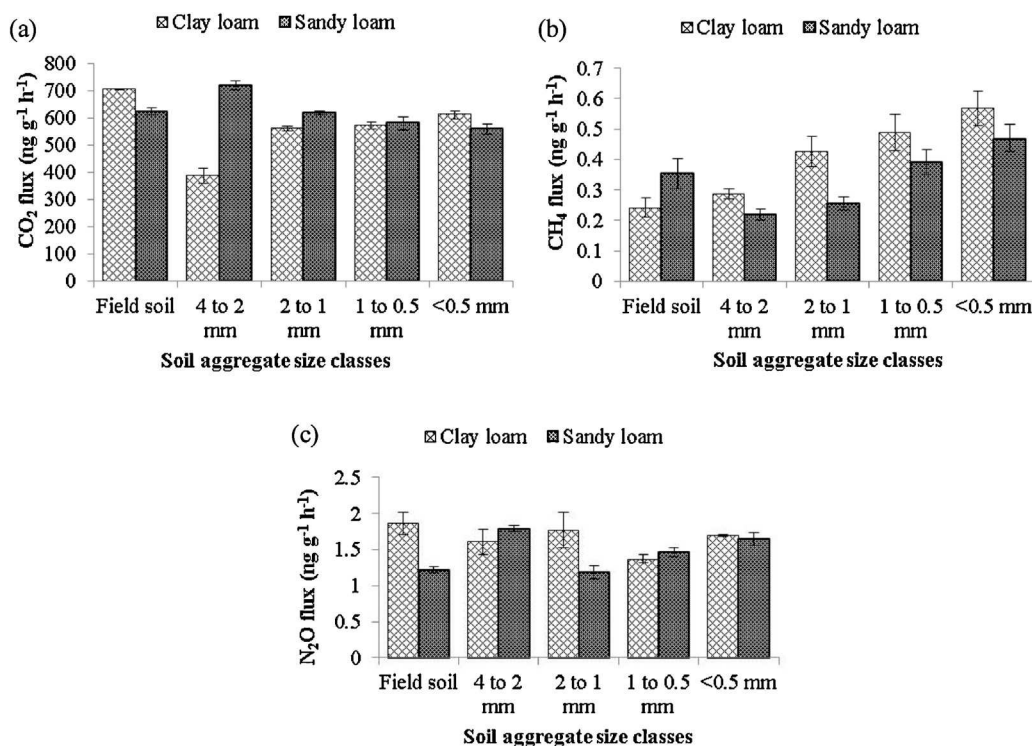 (a)
Clay loam Sandy loam
CO₂ flux (ng g⁻¹ h⁻¹)
800
700
600
500
400
300
200
100
0
Field soil 4 to 2 mm 2 to 1 mm 1 to 0.5 mm <0.5 mm
Soil aggregate size classes
(b)
Clay loam Sandy loam
CH₄ flux (ng g⁻¹ h⁻¹)
0.7
0.6
0.5
0.4
0.3
0.2
0.1
0
Field soil 4 to 2 mm 2 to 1 mm 1 to 0.5 mm <0.5 mm
Soil aggregate size classes
(c)
Clay loam Sandy loam
N₂O flux (ng g⁻¹ h⁻¹)
2.5
2
1.5
1
0.5
0
Field soil 4 to 2 mm 2 to 1 mm 1 to 0.5 mm <0.5 mm
Soil aggregate size classes